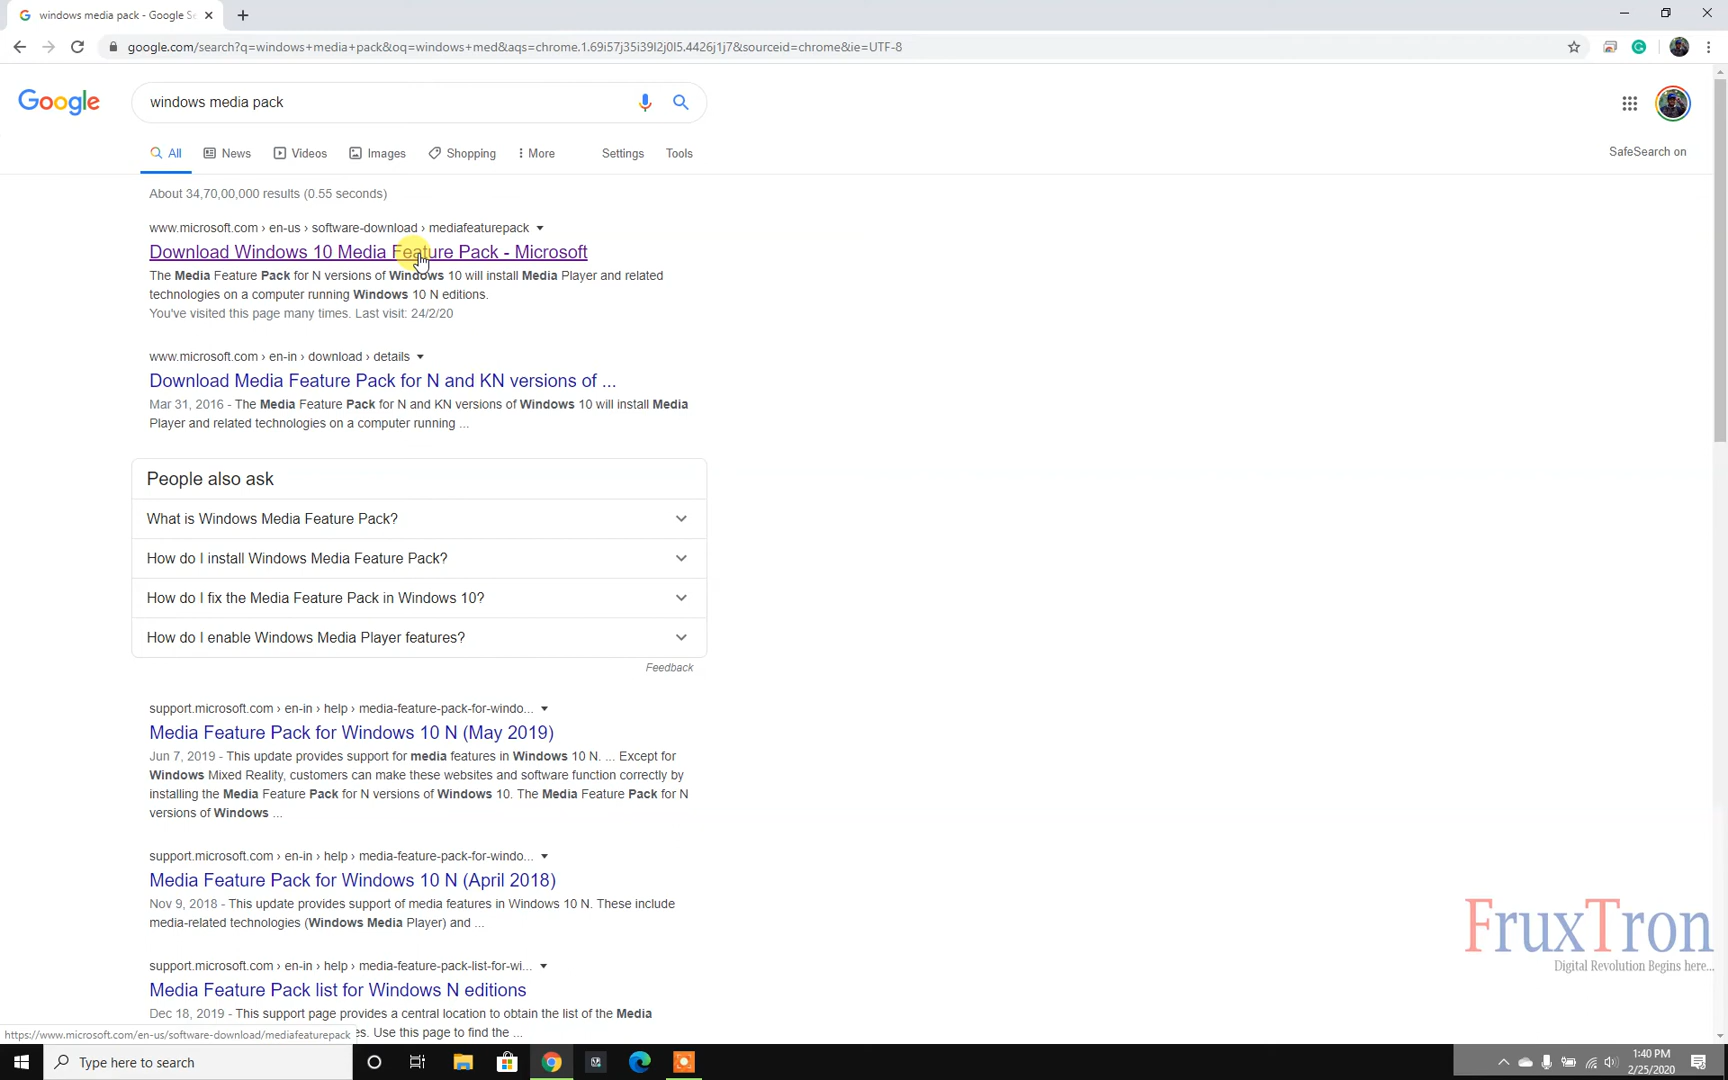 windows media pack - Google Se
google.com/search?q=windows+media+pack&oq=windows+med&aqs=chrome.1.69i57j35i39l2j0l5.4426j1j7&sourceid=chrome&ie=UTF-8
Google
windows media pack
All News Videos Images Shopping More Settings Tools
SafeSearch on
About 34,70,00,000 results (0.55 seconds)
www.microsoft.com › en-us › software-download › mediafeaturepack
Download Windows 10 Media Feature Pack - Microsoft
The Media Feature Pack for N versions of Windows 10 will install Media Player and related
technologies on a computer running Windows 10 N editions.
You've visited this page many times. Last visit: 24/2/20
www.microsoft.com › en-in › download › details
Download Media Feature Pack for N and KN versions of ...
Mar 31, 2016 - The Media Feature Pack for N and KN versions of Windows 10 will install Media
Player and related technologies on a computer running ...
People also ask
What is Windows Media Feature Pack?
How do I install Windows Media Feature Pack?
How do I fix the Media Feature Pack in Windows 10?
How do I enable Windows Media Player features?
Feedback
support.microsoft.com › en-in › help › media-feature-pack-for-windo...
Media Feature Pack for Windows 10 N (May 2019)
Jun 7, 2019 - This update provides support for media features in Windows 10 N. ... Except for
Windows Mixed Reality, customers can make these websites and software function correctly by
installing the Media Feature Pack for N versions of Windows 10. The Media Feature Pack for N
versions of Windows ...
support.microsoft.com › en-in › help › media-feature-pack-for-windo...
Media Feature Pack for Windows 10 N (April 2018)
Nov 9, 2018 - This update provides support of media features in Windows 10 N. These include
media-related technologies (Windows Media Player) and ...
support.microsoft.com › en-in › help › media-feature-pack-list-for-wi...
Media Feature Pack list for Windows N editions
Dec 18, 2019 - This support page provides a central location to obtain the list of the Media
es. Use this page to find the ...
https://www.microsoft.com/en-us/software-download/mediafeaturepack
FruxTron
Digital Revolution Begins here...
Type here to search
1:40 PM
2/25/2020